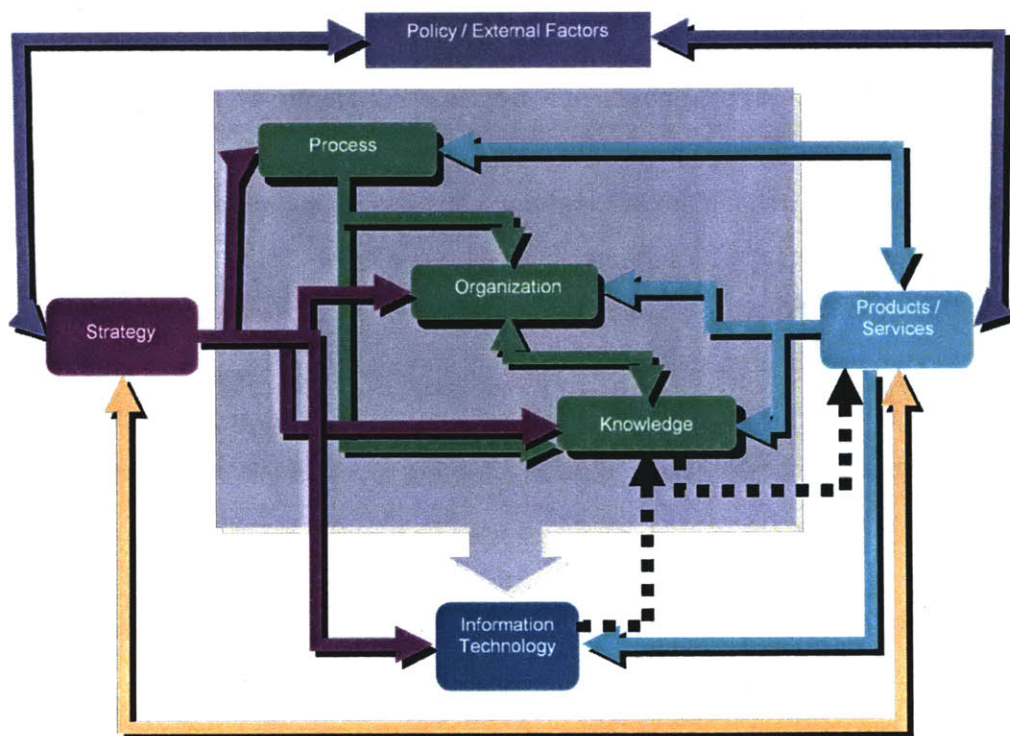 Policy / External Factors
Process
Organization
Strategy
Products /
Services
Knowledge
Information
Technology